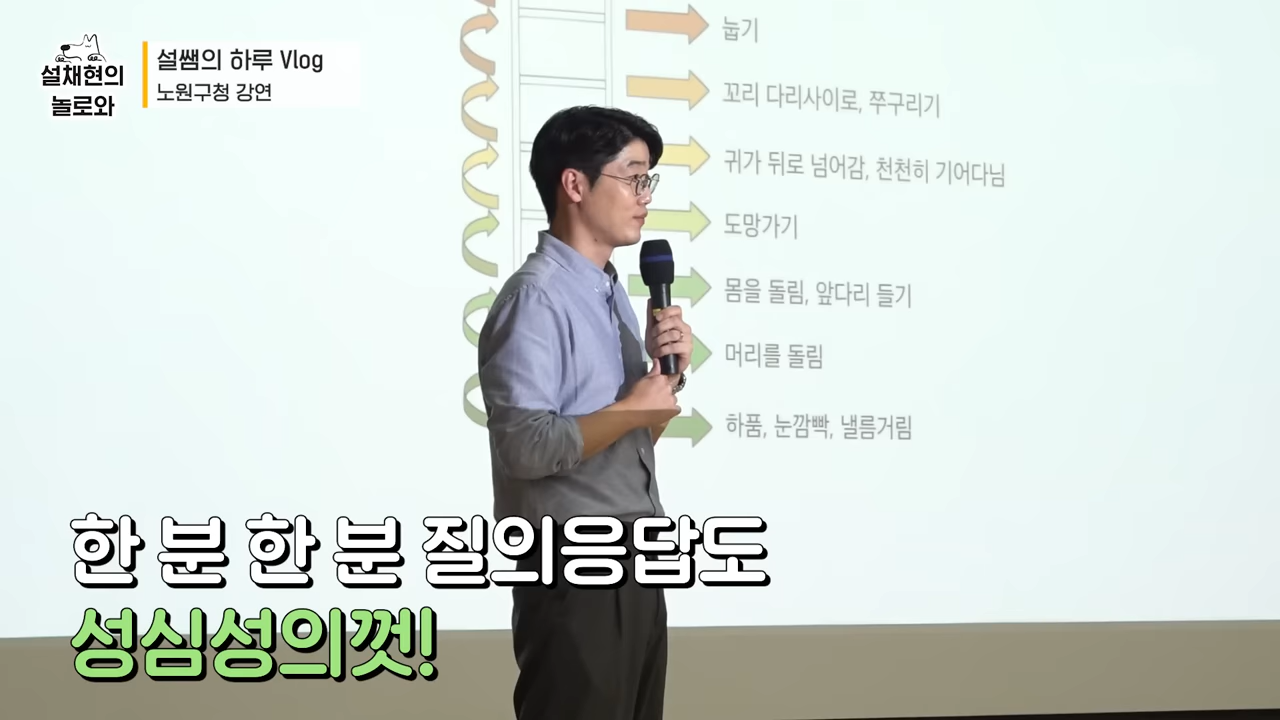 설채현의
놀로와
설쌤의 하루 Vlog
노원구청 강연
눕기
꼬리 다리사이로, 쭈구리기
귀가 뒤로 넘어감, 천천히 기어다님
도망가기
몸을 돌림, 앞다리 들기
머리를 돌림
하품, 눈깜빡, 낼름거림
한 분 한 분 질의응답도
성심성의껏!